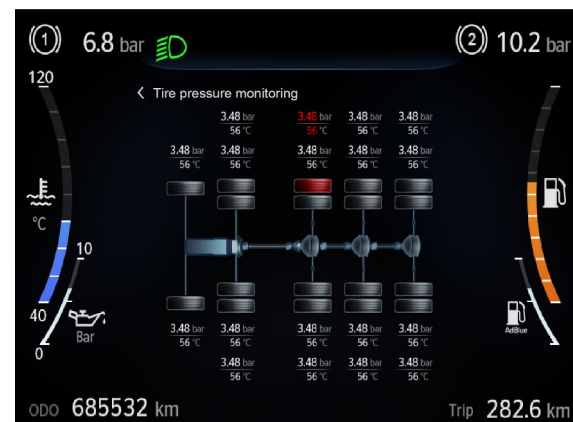 (1) 6.8 bar (2) 10.2 bar
120
Tire pressure monitoring
3.48 bar 3.48 bar 3.48 bar 3.48 bar
56 °C 56 °C 56 °C 56 °C
3.48 bar 3.48 bar 3.48 bar 3.48 bar 3.48 bar
56 °C 56 °C 56 °C 56 °C 56 °C
°C
10
40
Bar
AdBlue
0
3.48 bar 3.48 bar 3.48 bar 3.48 bar 3.48 bar
56 °C 56 °C 56 °C 56 °C 56 °C
3.48 bar 3.48 bar 3.48 bar 3.48 bar
56 °C 56 °C 56 °C 56 °C
ODO 685532 km Trip 282.6 km